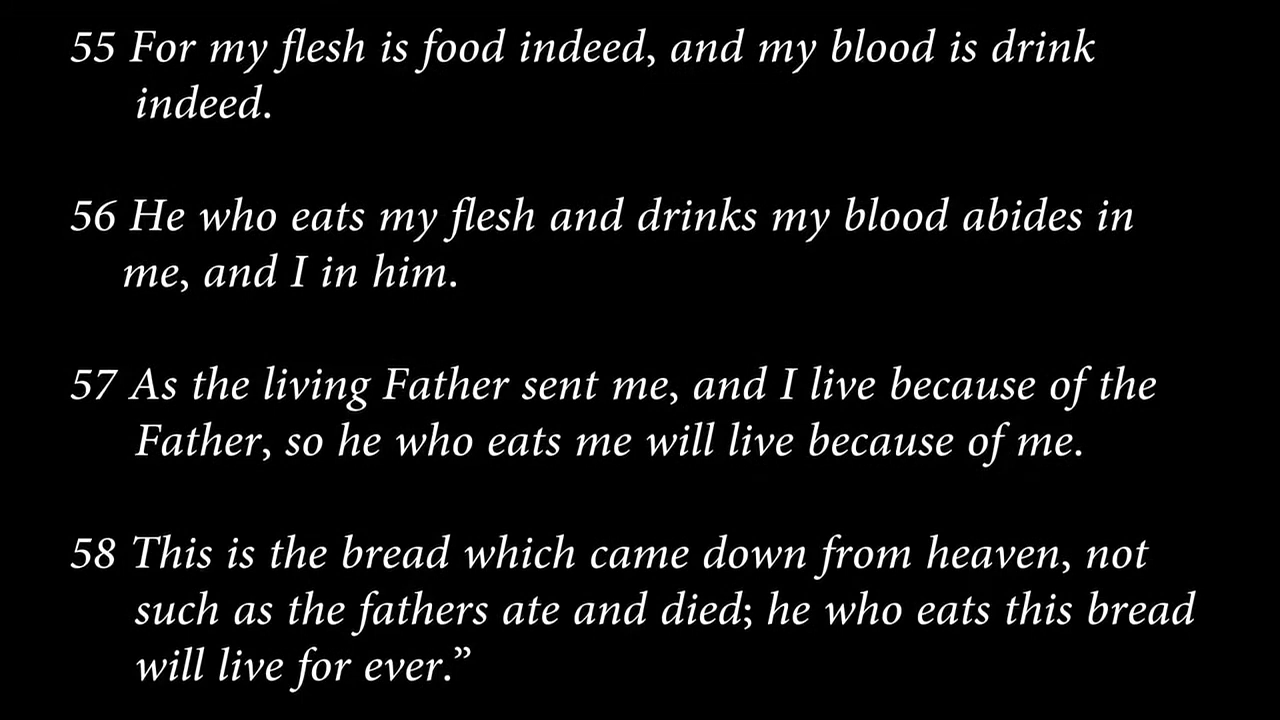 55 For my flesh is food indeed, and my blood is drink
indeed.
56 He who eats my flesh and drinks my blood abides in
me, and I in him.
57 As the living Father sent me, and I live because of the
Father, so he who eats me will live because of me.
58 This is the bread which came down from heaven, not
such as the fathers ate and died; he who eats this bread
will live for ever.”